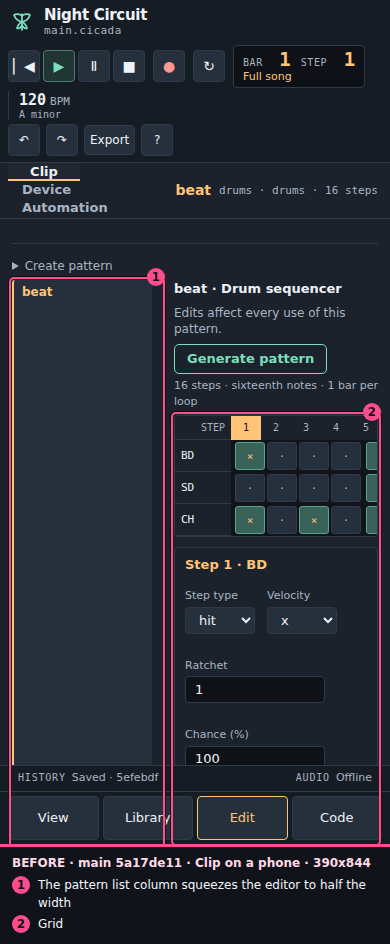 Night Circuit
main.cicada
BAR 1 STEP 1
Full song
120 BPM
A minor
Export ?
Clip
Device
Automation
beat drums · drums · 16 steps
Create pattern
1
beat
beat · Drum sequencer
Edits affect every use of this
pattern.
Generate pattern
16 steps · sixteenth notes · 1 bar per
loop
2
STEP 1 2 3 4 5
BD × · · ·
SD · · · ·
CH × · × ·
Step 1 · BD
Step type Velocity
hit x
Ratchet
1
Chance (%)
100
HISTORY Saved · 5efebdf AUDIO Offline
View Library Edit Code
BEFORE · main 5a17de11 · Clip on a phone · 390x844
1 The pattern list column squeezes the editor to half the
width
2 Grid